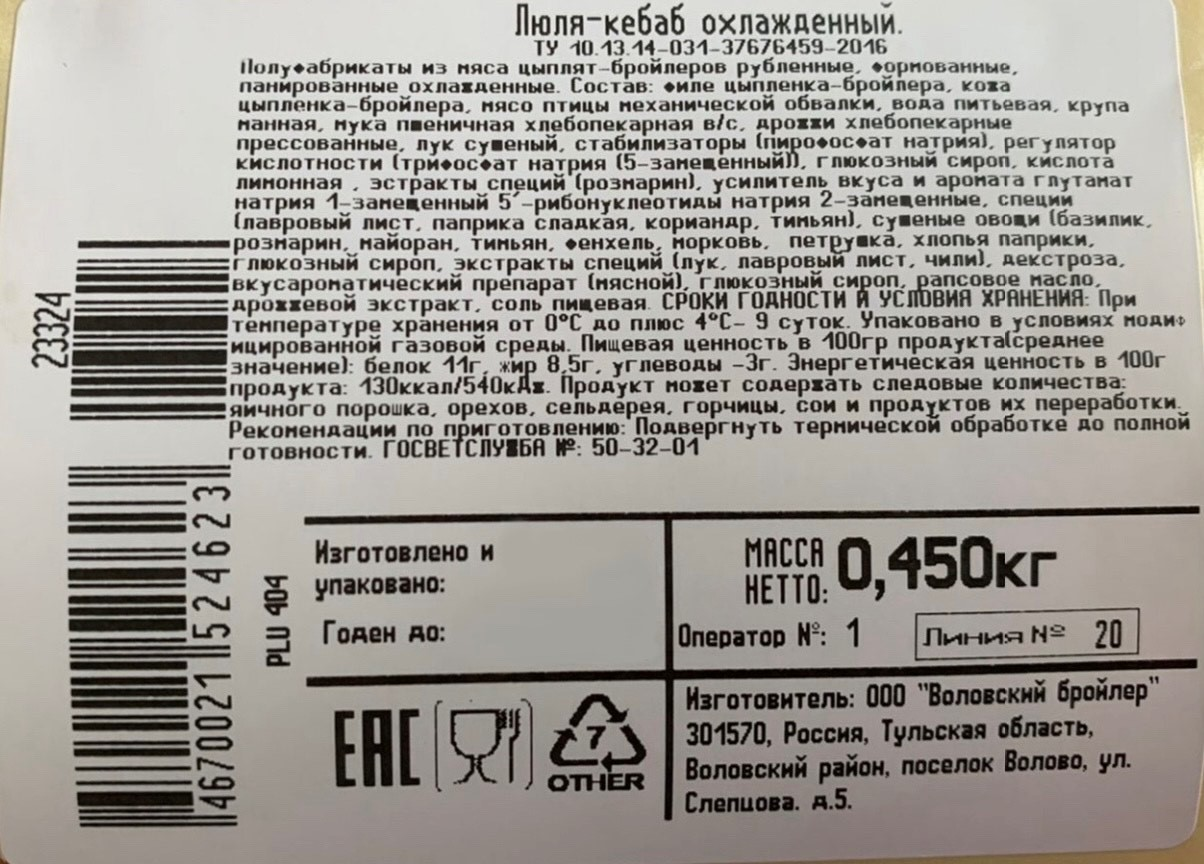 Люля-кебаб охлажденный.
ТУ 10.13.14-031-37676459-2016
Полуфабрикаты из мяса цыплят-бройлеров рубленные, формованные,
панированные охлажденные. Состав: филе цыпленка-бройлера, кожа
цыпленка-бройлера, мясо птицы механической обвалки, вода питьевая, крупа
манная, мука пшеничная хлебопекарная в/с, дрожжи хлебопекарные
прессованные, лук сушеный, стабилизаторы (пирофосфат натрия), регулятор
кислотности (трифосфат натрия (5-замещенный)), глюкозный сироп, кислота
лимонная , эстракты специй (розмарин), усилитель вкуса и аромата глутамат
натрия 1-замещенный 5´-рибонуклеотиды натрия 2-замещенные, специи
(лавровый лист, паприка сладкая, кориандр, тимьян), сушеные овощи (базилик,
розмарин, майоран, тимьян, фенхель, морковь, петрушка, хлопья паприки,
глюкозный сироп, экстракты специй (лук, лавровый лист, чили), декстроза,
вкусароматический препарат (мясной), глюкозный сироп, рапсовое масло,
дрожжевой экстракт, соль пищевая. СРОКИ ГОДНОСТИ И УСЛОВИЯ ХРАНЕНИЯ: При
температуре хранения от 0°С до плюс 4°С- 9 суток. Упаковано в условиях модиф
ицированной газовой среды. Пищевая ценность в 100гр продукта(среднее
значение): белок 11г, жир 8,5г, углеводы -3г. Энергетическая ценность в 100г
продукта: 130ккал/540кДж. Продукт может содержать следовые количества:
яичного порошка, орехов, сельдерея, горчицы, сои и продуктов их переработки.
Рекомендации по приготовлению: Подвергнуть термической обработке до полной
готовности. ГОСВЕТСЛУЖБА №: 50-32-01
23324
4670021524623
PLU 404
Изготовлено и
упаковано:
Годен до:
МАССА
НЕТТО: 0,450кг
Оператор №: 1
Линия № 20
EAC
7
OTHER
Изготовитель: ООО "Воловский бройлер"
301570, Россия, Тульская область,
Воловский район, поселок Волово, ул.
Слепцова. д.5.